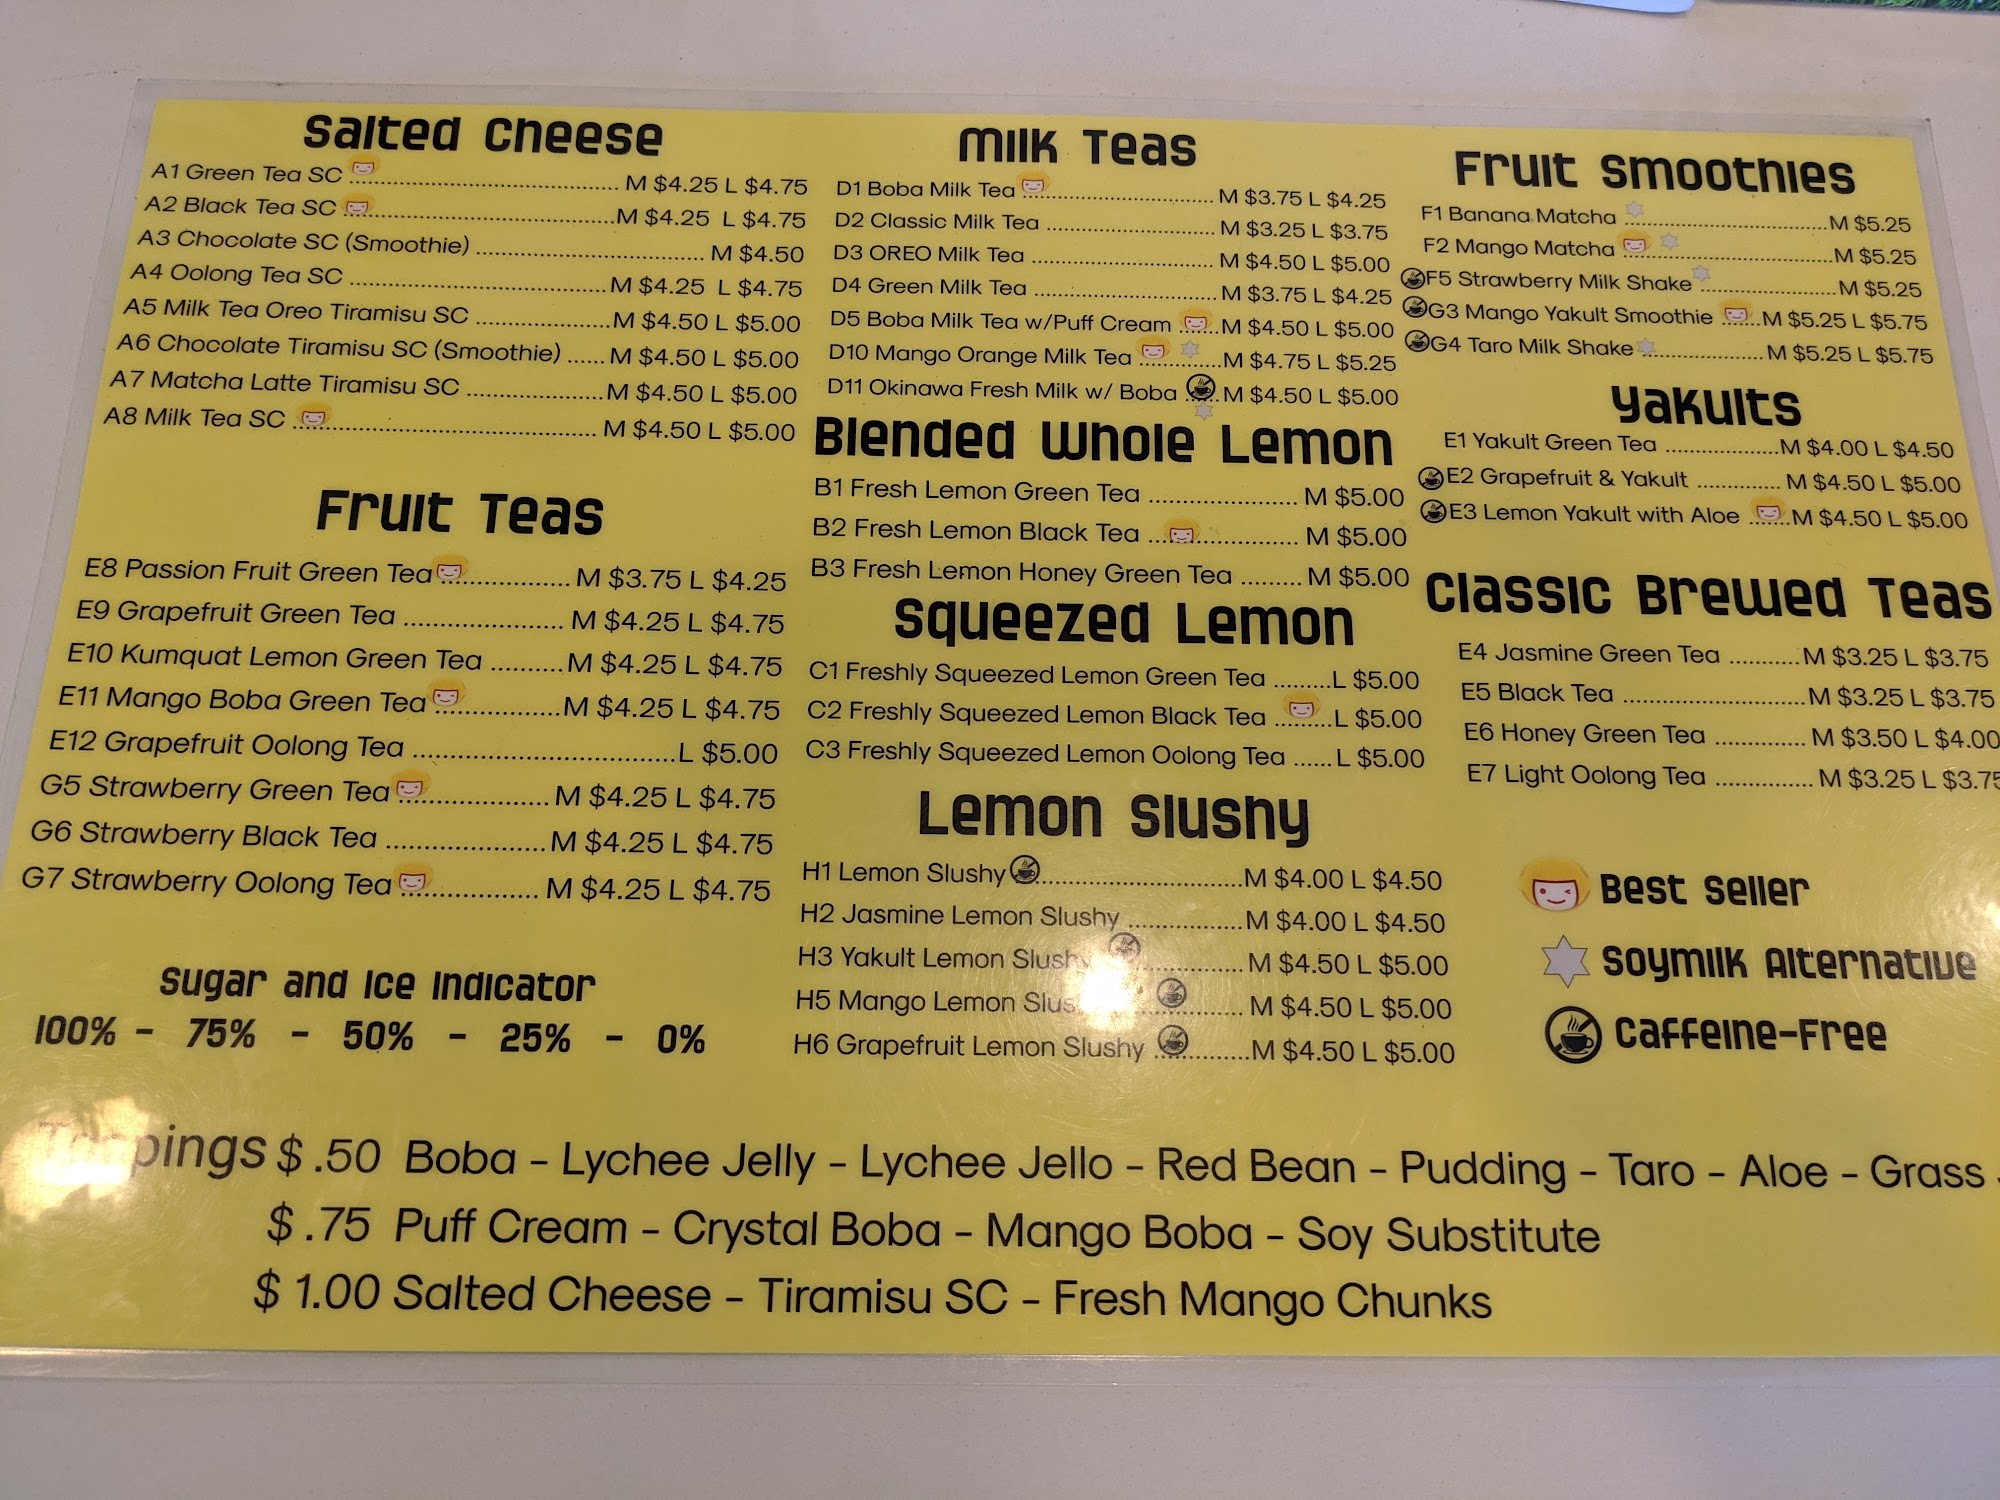 Salted Cheese
A1 Green Tea SC M $4.25 L $4.75
A2 Black Tea SC M $4.25 L $4.75
A3 Chocolate SC (Smoothie) M $4.50
A4 Oolong Tea SC M $4.25 L $4.75
A5 Milk Tea Oreo Tiramisu SC M $4.50 L $5.00
A6 Chocolate Tiramisu SC (Smoothie) M $4.50 L $5.00
A7 Matcha Latte Tiramisu SC M $4.50 L $5.00
A8 Milk Tea SC M $4.50 L $5.00
Fruit Teas
E8 Passion Fruit Green Tea M $3.75 L $4.25
E9 Grapefruit Green Tea M $4.25 L $4.75
E10 Kumquat Lemon Green Tea M $4.25 L $4.75
E11 Mango Boba Green Tea M $4.25 L $4.75
E12 Grapefruit Oolong Tea L $5.00
G5 Strawberry Green Tea M $4.25 L $4.75
G6 Strawberry Black Tea M $4.25 L $4.75
G7 Strawberry Oolong Tea M $4.25 L $4.75
Sugar and Ice Indicator
100% - 75% - 50% - 25% - 0%
Milk Teas
D1 Boba Milk Tea M $3.75 L $4.25
D2 Classic Milk Tea M $3.25 L $3.75
D3 OREO Milk Tea M $4.50 L $5.00
D4 Green Milk Tea M $3.75 L $4.25
D5 Boba Milk Tea w/Puff Cream M $4.50 L $5.00
D10 Mango Orange Milk Tea M $4.75 L $5.25
D11 Okinawa Fresh Milk w/ Boba M $4.50 L $5.00
Blended Whole Lemon
B1 Fresh Lemon Green Tea M $5.00
B2 Fresh Lemon Black Tea M $5.00
B3 Fresh Lemon Honey Green Tea M $5.00
Squeezed Lemon
C1 Freshly Squeezed Lemon Green Tea L $5.00
C2 Freshly Squeezed Lemon Black Tea L $5.00
C3 Freshly Squeezed Lemon Oolong Tea L $5.00
Lemon Slushy
H1 Lemon Slushy M $4.00 L $4.50
H2 Jasmine Lemon Slushy M $4.00 L $4.50
H3 Yakult Lemon Slushy M $4.50 L $5.00
H5 Mango Lemon M $4.50 L $5.00
H6 Grapefruit Lemon Slushy M $4.50 L $5.00
Fruit Smoothies
F1 Banana Matcha M $5.25
F2 Mango Matcha M $5.25
F5 Strawberry Milk Shake M $5.25
G3 Mango Yakult Smoothie M $5.25 L $5.75
G4 Taro Milk Shake M $5.25 L $5.75
Yakults
E1 Yakult Green Tea M $4.00 L $4.50
E2 Grapefruit & Yakult M $4.50 L $5.00
E3 Lemon Yakult with Aloe M $4.50 L $5.00
Classic Brewed Teas
E4 Jasmine Green Tea M $3.25 L $3.75
E5 Black Tea M $3.25 L $3.75
E6 Honey Green Tea M $3.50 L $4.00
E7 Light Oolong Tea M $3.25 L $3.75
Best Seller
Soymilk Alternative
Caffeine-Free
Toppings $ .50 Boba - Lychee Jelly - Lychee Jello - Red Bean - Pudding - Taro - Aloe - Grass
$ .75 Puff Cream - Crystal Boba - Mango Boba - Soy Substitute
$ 1.00 Salted Cheese - Tiramisu SC - Fresh Mango Chunks